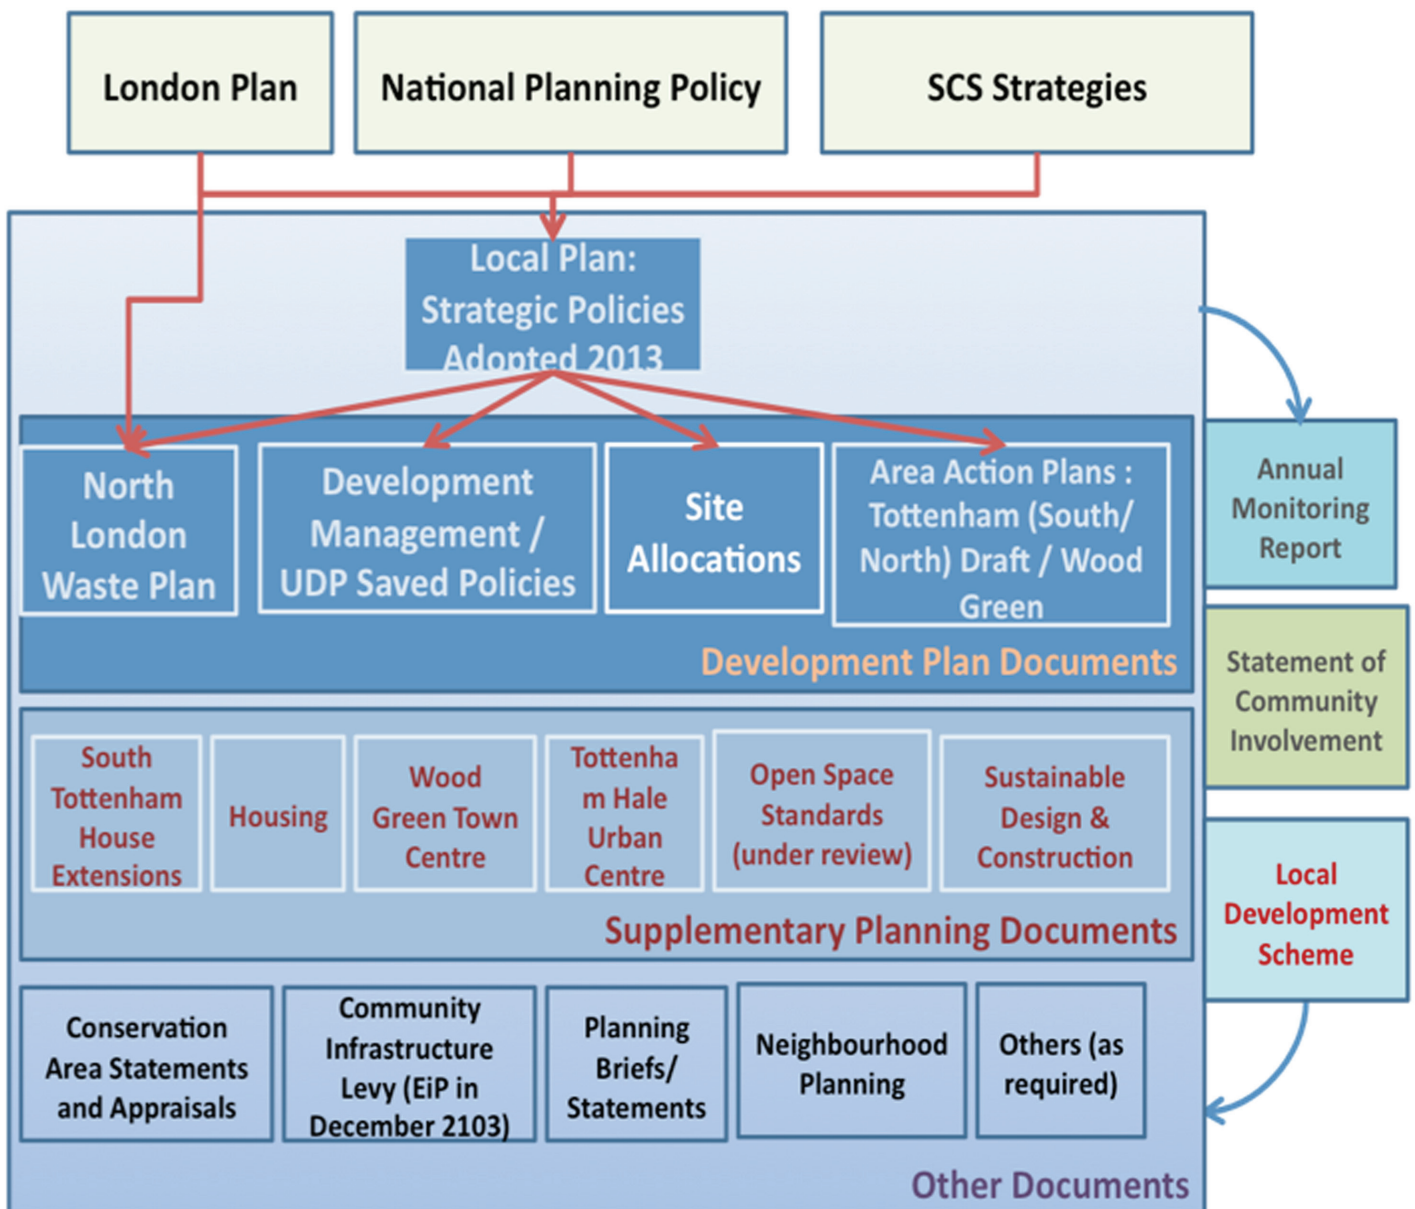 London Plan
National Planning Policy
SCS Strategies
Local Plan:
Strategic Policies
Adopted 2013
North
London
Waste Plan
Development
Management /
UDP Saved Policies
Site
Allocations
Area Action Plans :
Tottenham (South/
North) Draft / Wood
Green
Development Plan Documents
Annual
Monitoring
Report
Statement of
Community
Involvement
South
Tottenham
House
Extensions
Housing
Wood
Green Town
Centre
Tottenha
m Hale
Urban
Centre
Open Space
Standards
(under review)
Sustainable
Design &
Construction
Supplementary Planning Documents
Local
Development
Scheme
Conservation
Area Statements
and Appraisals
Community
Infrastructure
Levy (EiP in
December 2103)
Planning
Briefs/
Statements
Neighbourhood
Planning
Others (as
required)
Other Documents